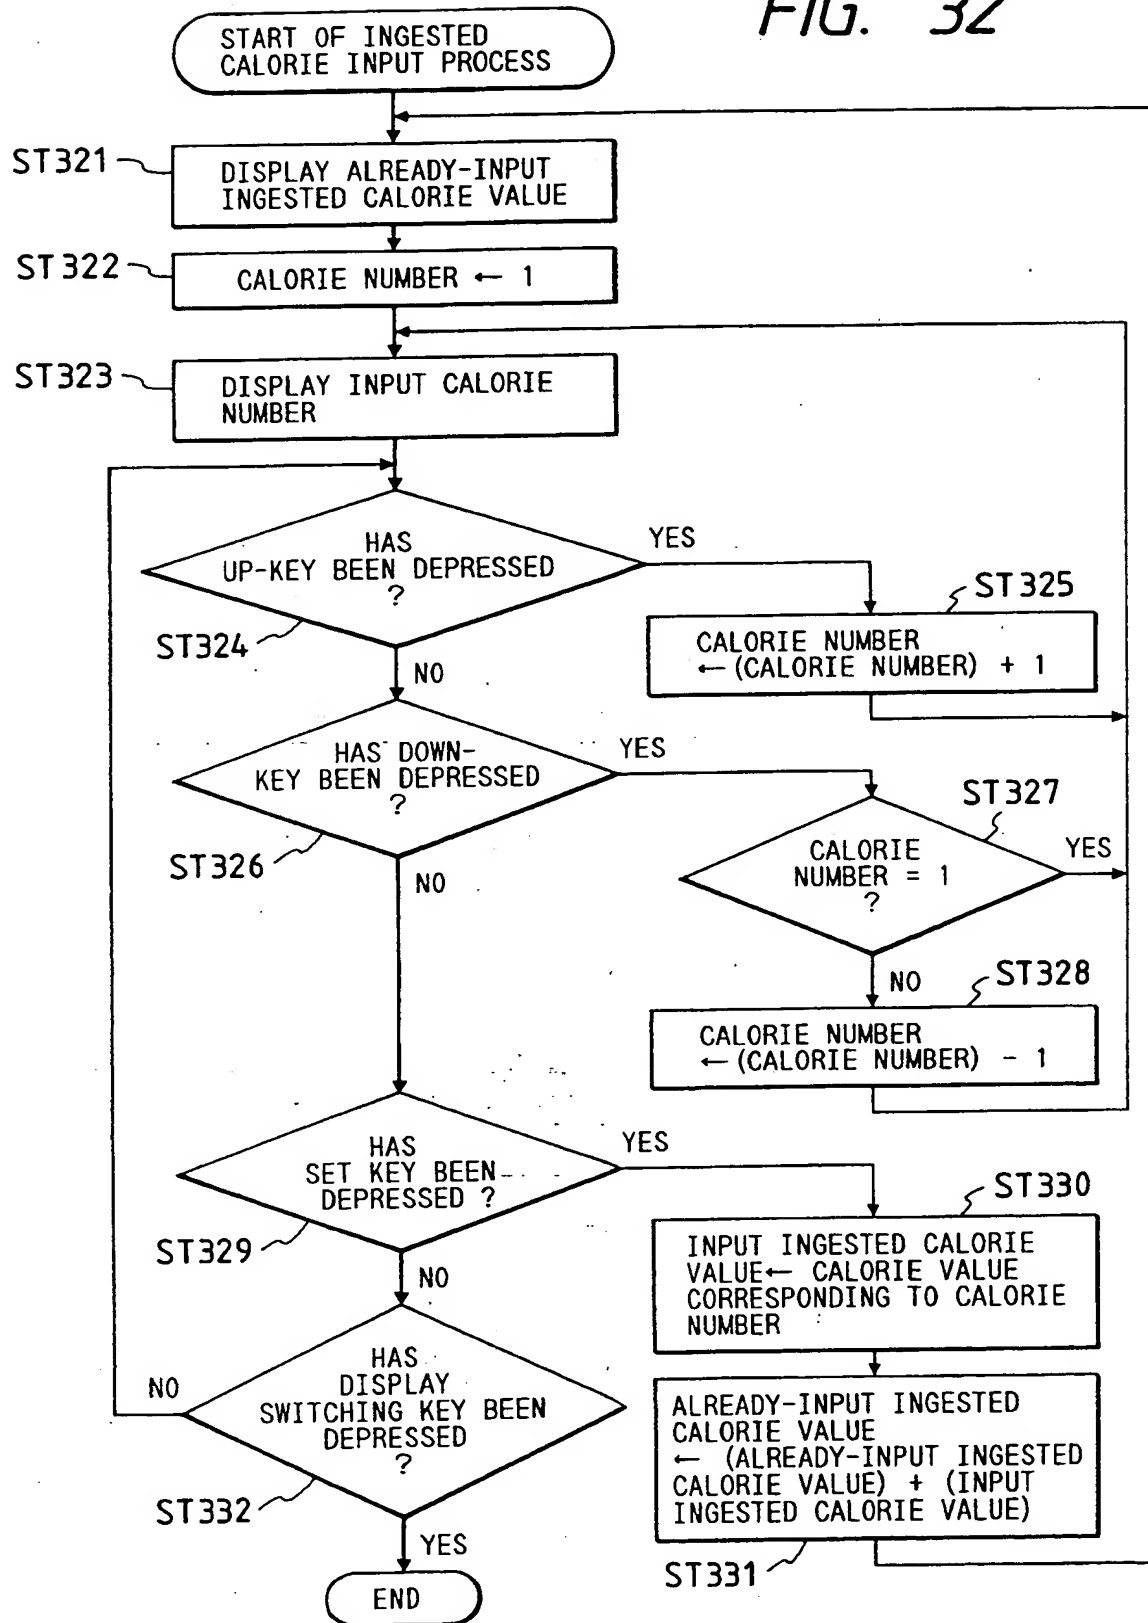 FIG. 32
START OF INGESTED
CALORIE INPUT PROCESS
ST321
DISPLAY ALREADY-INPUT
INGESTED CALORIE VALUE
ST322
CALORIE NUMBER ← 1
ST323
DISPLAY INPUT CALORIE
NUMBER
HAS
UP-KEY BEEN DEPRESSED
?
YES
ST324
NO
ST325
CALORIE NUMBER
← (CALORIE NUMBER) + 1
HAS DOWN-
KEY BEEN DEPRESSED
?
YES
ST326
NO
ST327
CALORIE
NUMBER = 1
?
YES
NO
ST328
CALORIE NUMBER
← (CALORIE NUMBER) - 1
HAS
SET KEY BEEN
DEPRESSED ?
YES
ST329
NO
ST330
INPUT INGESTED CALORIE
VALUE ← CALORIE VALUE
CORRESPONDING TO CALORIE
NUMBER
ALREADY-INPUT INGESTED
CALORIE VALUE
← (ALREADY-INPUT INGESTED
CALORIE VALUE) + (INPUT
INGESTED CALORIE VALUE)
ST331
HAS
DISPLAY
SWITCHING KEY BEEN
DEPRESSED
?
NO
ST332
YES
END